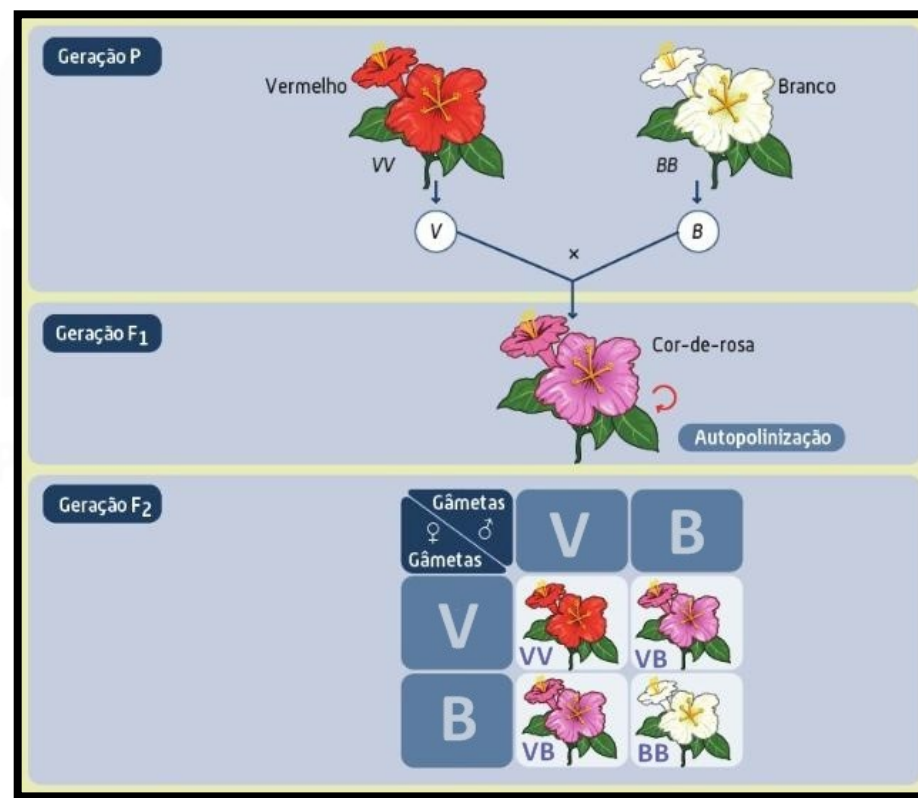 Geração P
Vermelho
Branco
VV
BB
V
B
×
Geração F1
Cor-de-rosa
Autopolinização
Geração F2
Gâmetas
♀ ♂
Gâmetas
V B
V
VV VB
B
VB BB